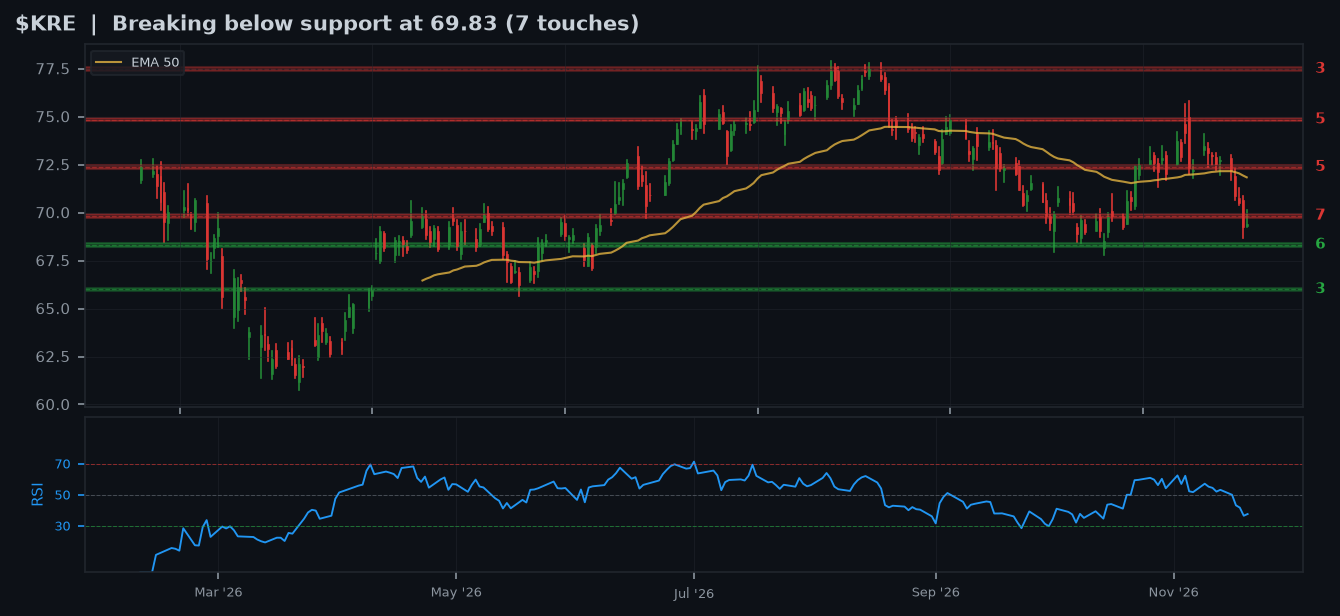 $KRE | Breaking below support at 69.83 (7 touches)
EMA 50
77.5
75.0
72.5
70.0
67.5
65.0
62.5
60.0
3
5
5
7
6
3
RSI
70
50
30
Mar '26
May '26
Jul '26
Sep '26
Nov '26